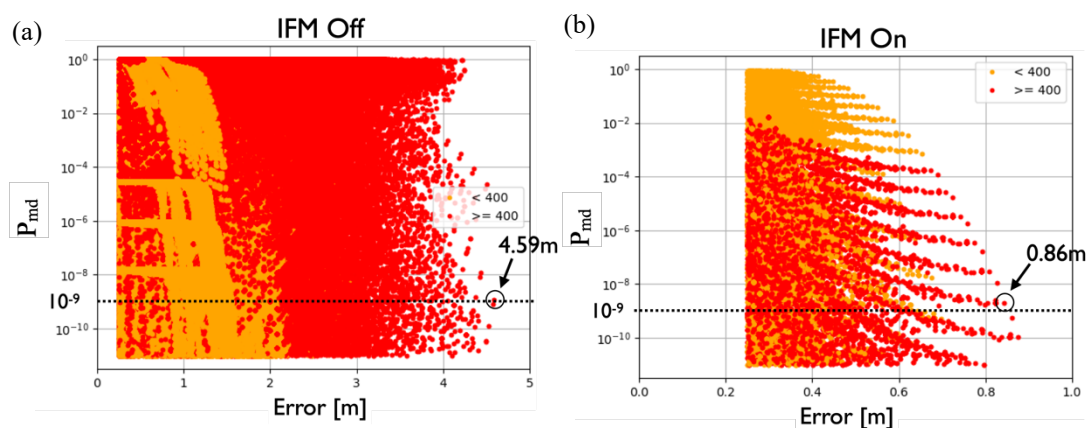 (a)
IFM Off
10⁰
10⁻²
10⁻⁴
10⁻⁶
10⁻⁸
10⁻⁹
10⁻¹⁰
P_md
< 400
>= 400
4.59m
0 1 2 3 4 5
Error [m]
(b)
IFM On
10⁰
10⁻²
10⁻⁴
10⁻⁶
10⁻⁸
10⁻⁹
10⁻¹⁰
P_md
< 400
>= 400
0.86m
0.0 0.2 0.4 0.6 0.8 1.0
Error [m]